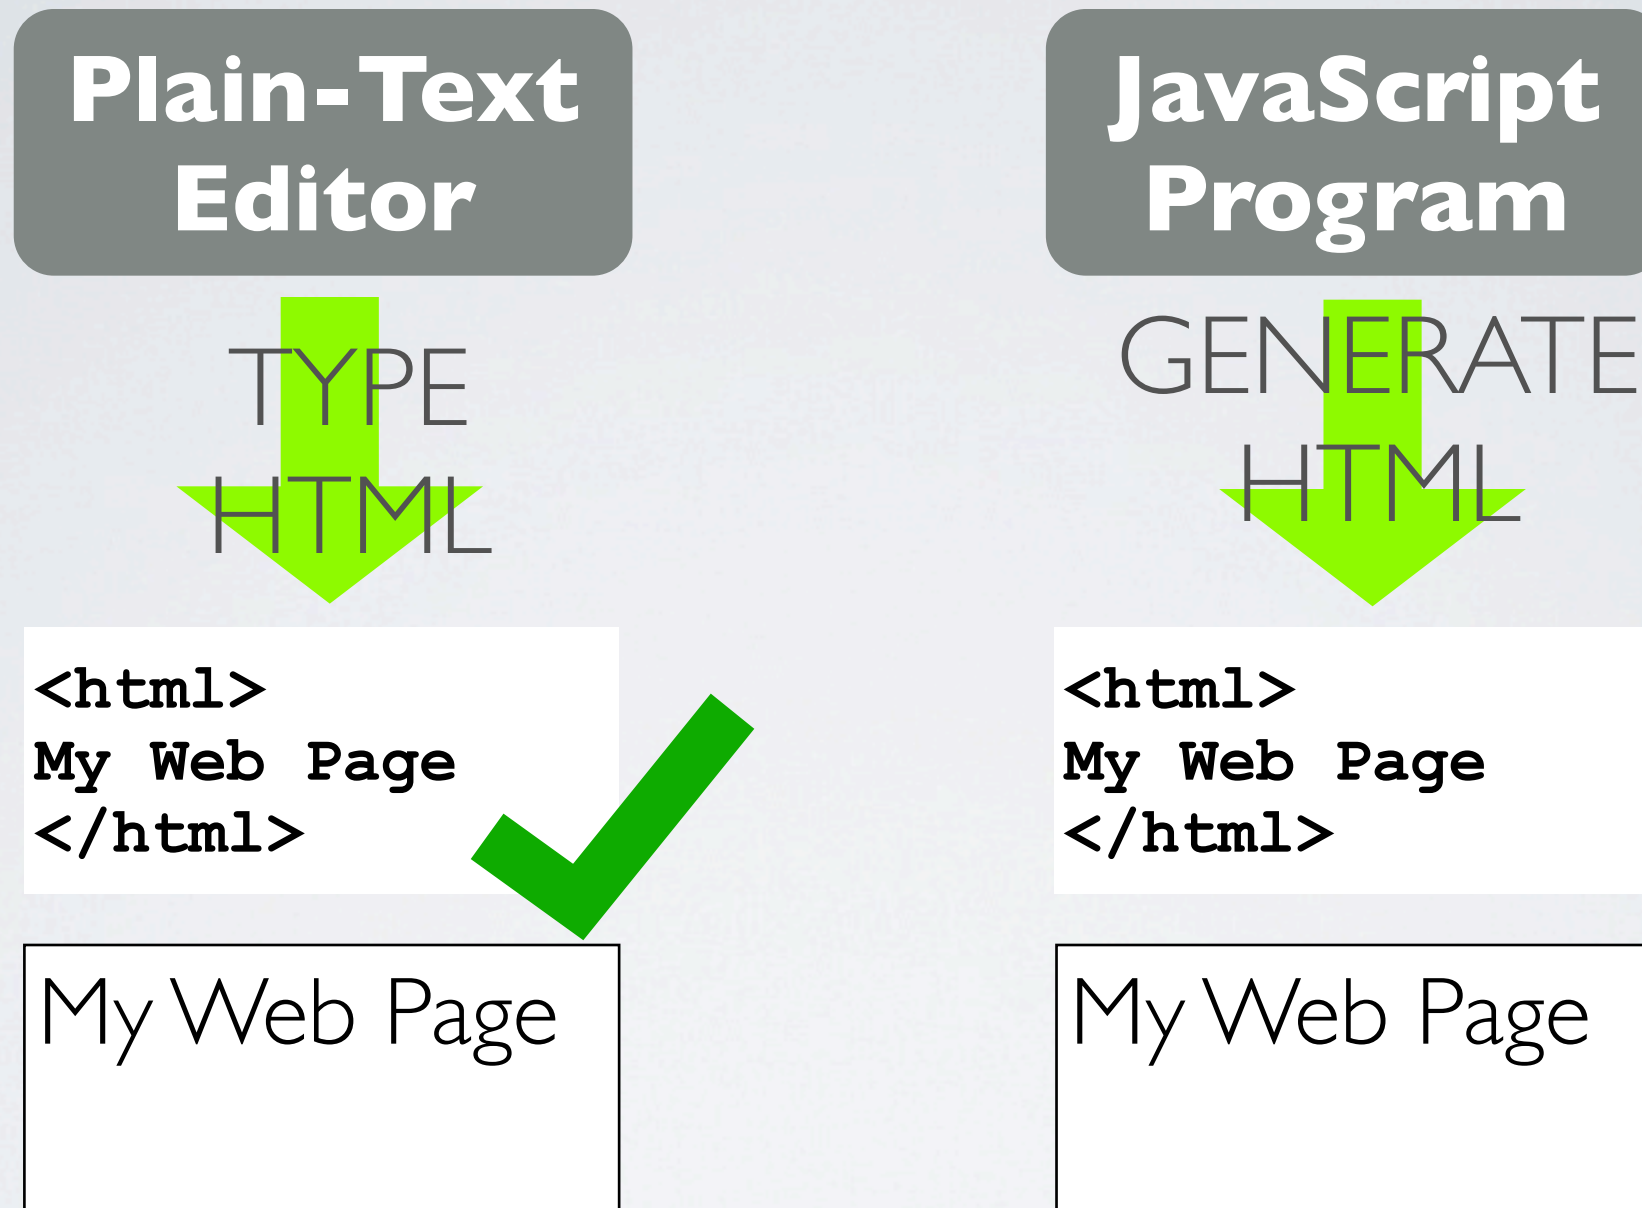 Plain-Text
Editor
TYPE
HTML
<html>
My Web Page
</html>
My Web Page
JavaScript
Program
GENERATE
HTML
<html>
My Web Page
</html>
My Web Page